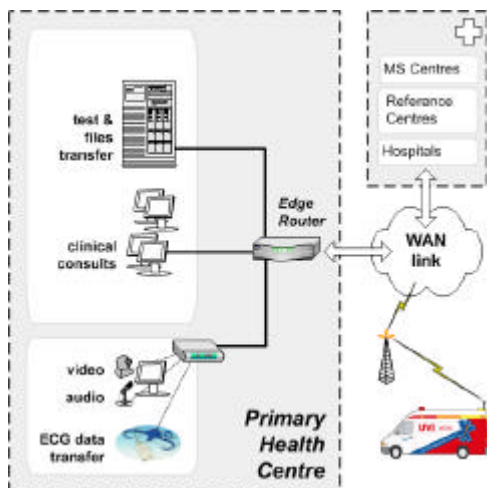 test &
files
transfer
clinical
consults
Edge
Router
video
audio
ECG data
transfer
Primary
Health
Centre
MS Centres
Referance
Centres
Hospitals
WAN
link